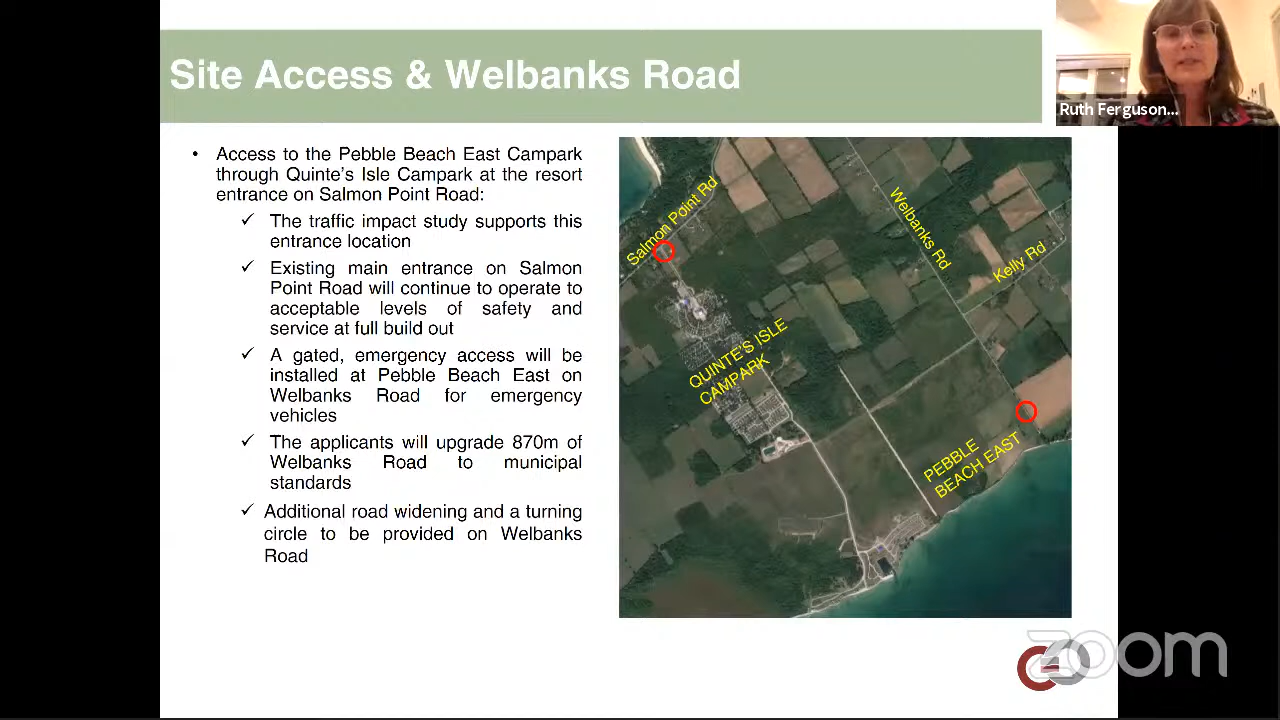 Site Access & Welbanks Road
Ruth Ferguson...
• Access to the Pebble Beach East Campark
through Quinte's Isle Campark at the resort
entrance on Salmon Point Road:
✓ The traffic impact study supports this
entrance location
✓ Existing main entrance on Salmon
Point Road will continue to operate to
acceptable levels of safety and
service at full build out
✓ A gated, emergency access will be
installed at Pebble Beach East on
Welbanks Road for emergency
vehicles
✓ The applicants will upgrade 870m of
Welbanks Road to municipal
standards
✓ Additional road widening and a turning
circle to be provided on Welbanks
Road
Salmon Point Rd
Welbanks Rd
Kelly Rd
QUINTE'S ISLE
CAMPARK
PEBBLE
BEACH EAST
zoom